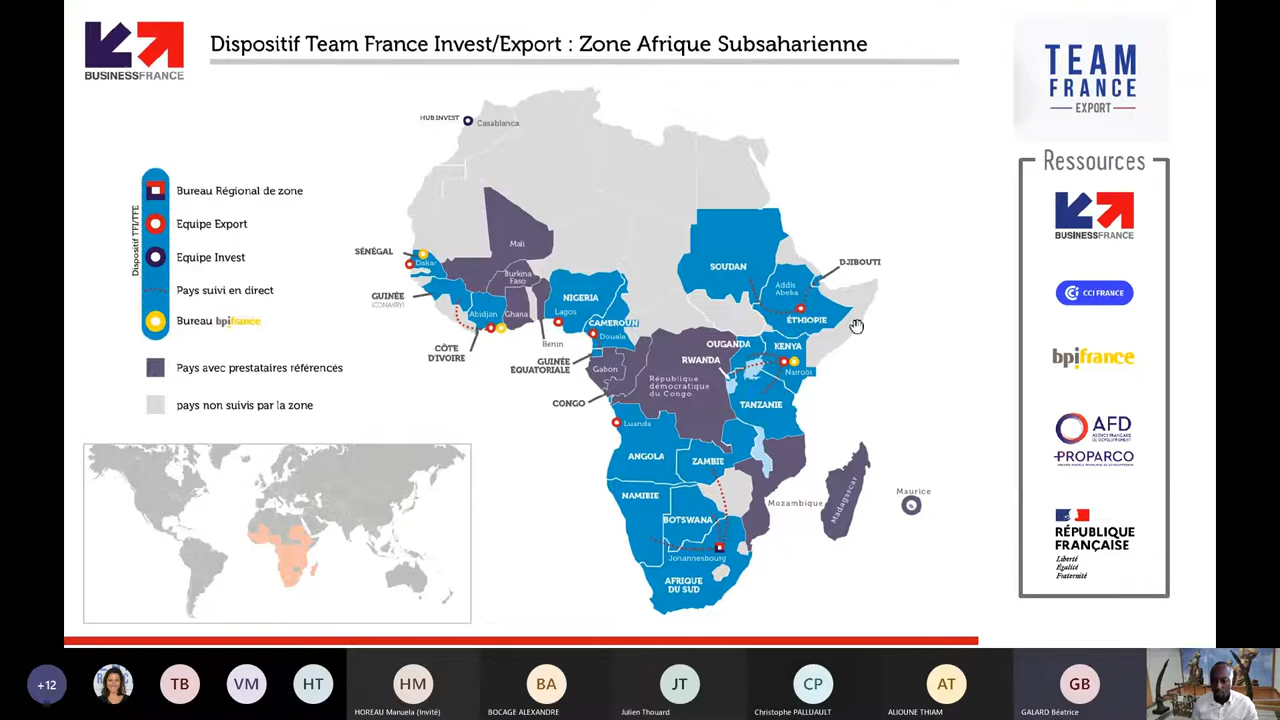 BUSINESSFRANCE
Dispositif Team France Invest/Export : Zone Afrique Subsaharienne
TEAM
FRANCE
EXPORT
Ressources
BUSINESSFRANCE
CCI FRANCE
bpifrance
AFD
AGENCE FRANÇAISE
DE DÉVELOPPEMENT
PROPARCO
RÉPUBLIQUE
FRANÇAISE
Liberté
Égalité
Fraternité
Dispositif TFI/TFE
Bureau Régional de zone
Equipe Export
Equipe Invest
Pays suivi en direct
Bureau bpifrance
Pays avec prestataires référencés
pays non suivis par la zone
HUB INVEST
Casablanca
SÉNÉGAL
Dakar
Mali
GUINÉE
(CONAKRY)
Burkina
Faso
Abidjan
Ghana
CÔTE
D'IVOIRE
Bénin
NIGERIA
Lagos
CAMEROUN
Douala
GUINÉE
ÉQUATORIALE
Gabon
CONGO
SOUDAN
DJIBOUTI
Addis
Abeba
ÉTHIOPIE
OUGANDA
KENYA
RWANDA
Nairobi
République
démocratique
du Congo
TANZANIE
Luanda
ANGOLA
ZAMBIE
NAMIBIE
Mozambique
Madagascar
Maurice
BOTSWANA
Johannesbourg
AFRIQUE
DU SUD
+12
TB
VM
HT
HM
BA
JT
CP
AT
GB
HOREAU Manuela (Invité)
BOCAGE ALEXANDRE
Julien Thouard
Christophe PALLUAULT
ALIOUNE THIAM
GALARD Béatrice